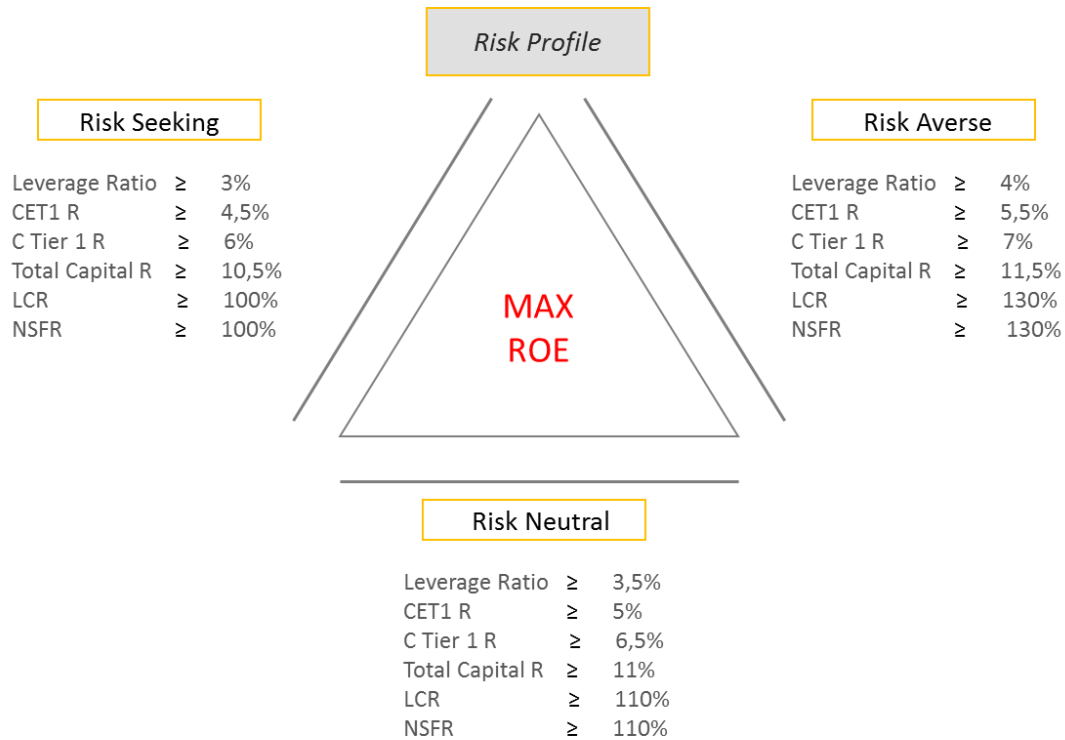 Risk Profile
Risk Seeking
Leverage Ratio ≥ 3%
CET1 R ≥ 4,5%
C Tier 1 R ≥ 6%
Total Capital R ≥ 10,5%
LCR ≥ 100%
NSFR ≥ 100%
Risk Averse
Leverage Ratio ≥ 4%
CET1 R ≥ 5,5%
C Tier 1 R ≥ 7%
Total Capital R ≥ 11,5%
LCR ≥ 130%
NSFR ≥ 130%
MAX
ROE
Risk Neutral
Leverage Ratio ≥ 3,5%
CET1 R ≥ 5%
C Tier 1 R ≥ 6,5%
Total Capital R ≥ 11%
LCR ≥ 110%
NSFR ≥ 110%